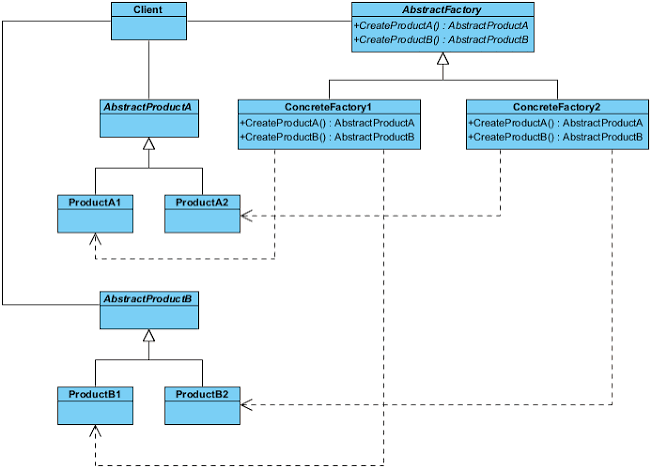 Client
AbstractFactory
+CreateProductA() : AbstractProductA
+CreateProductB() : AbstractProductB
AbstractProductA
ConcreteFactory1
+CreateProductA() : AbstractProductA
+CreateProductB() : AbstractProductB
ConcreteFactory2
+CreateProductA() : AbstractProductA
+CreateProductB() : AbstractProductB
ProductA1
ProductA2
AbstractProductB
ProductB1
ProductB2